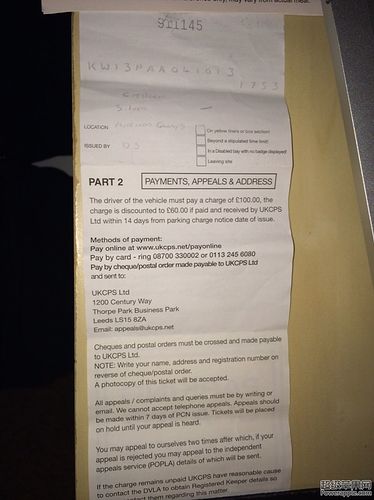 911145
KW13PAA041013
1753
Silver
LOCATION
On yellow line/s or box section/
Beyond a stipulated time limit/
In a Disabled bay with no badge displayed/
ISSUED BY
Leaving site/
PART 2
PAYMENTS, APPEALS & ADDRESS
The driver of the vehicle must pay a charge of £100.00, the
charge is discounted to £60.00 if paid and received by UKCPS
Ltd within 14 days from parking charge notice date of issue.
Methods of payment:
Pay online at www.ukcps.net/payonline
Pay by card - ring 08700 330002 or 0113 245 6080
Pay by cheque/postal order made payable to UKCPS Ltd
and sent to:
UKCPS Ltd
1200 Century Way
Thorpe Park Business Park
Leeds LS15 8ZA
Email: appeals@ukcps.net
Cheques and postal orders must be crossed and made payable
to UKCPS Ltd.
NOTE: Write your name, address and registration number on
reverse of cheque/postal order.
A photocopy of this ticket will be accepted.
All appeals / complaints and queries must be by writing or
email. We cannot accept telephone appeals. Appeals should
be made within 7 days of PCN issue. Tickets will be placed
on hold until your appeal is heard.
You may appeal to ourselves two times after which, if your
appeal is rejected you may appeal to the independent
appeals service (POPLA) details of which will be sent.
If the charge remains unpaid UKCPS have reasonable cause
to contact the DVLA to obtain Registered Keeper details so
them regarding this matter.